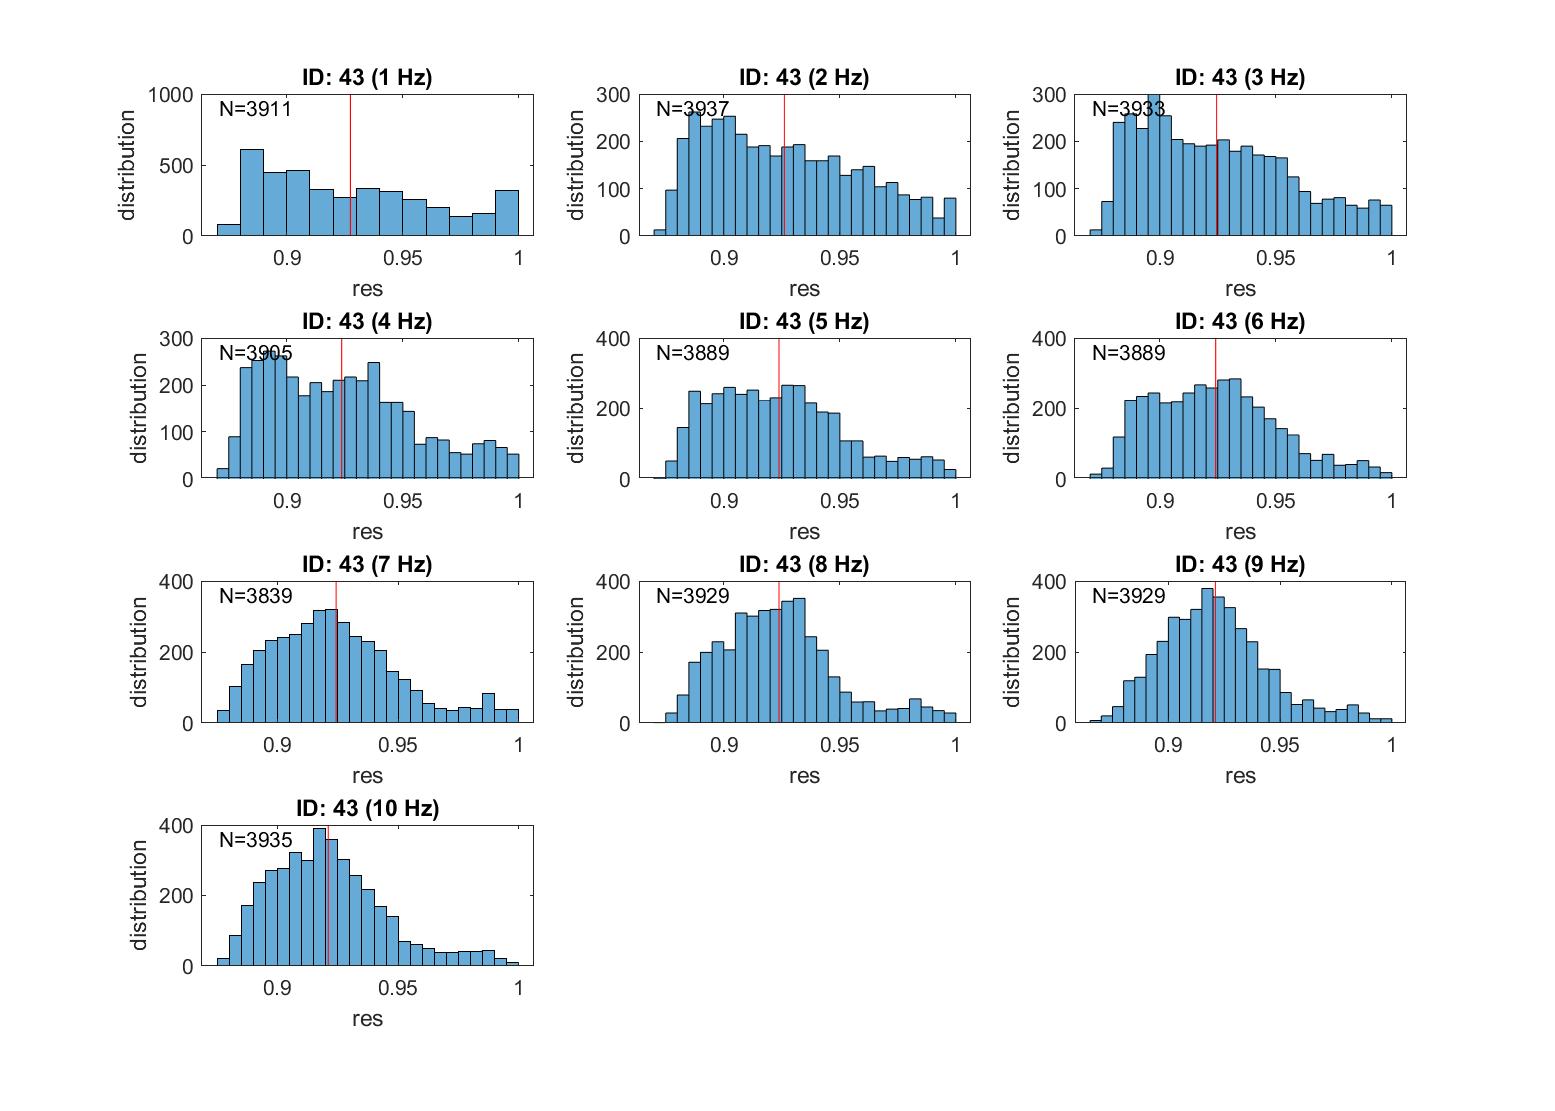 ID: 43 (1 Hz)
N=3911
distribution
1000
500
0
0.9 0.95 1
res
ID: 43 (2 Hz)
N=3937
distribution
300
200
100
0
0.9 0.95 1
res
ID: 43 (3 Hz)
N=3933
distribution
300
200
100
0
0.9 0.95 1
res
ID: 43 (4 Hz)
N=3905
distribution
300
200
100
0
0.9 0.95 1
res
ID: 43 (5 Hz)
N=3889
distribution
400
200
0
0.9 0.95 1
res
ID: 43 (6 Hz)
N=3889
distribution
400
200
0
0.9 0.95 1
res
ID: 43 (7 Hz)
N=3839
distribution
400
200
0
0.9 0.95 1
res
ID: 43 (8 Hz)
N=3929
distribution
400
200
0
0.9 0.95 1
res
ID: 43 (9 Hz)
N=3929
distribution
400
200
0
0.9 0.95 1
res
ID: 43 (10 Hz)
N=3935
distribution
400
200
0
0.9 0.95 1
res